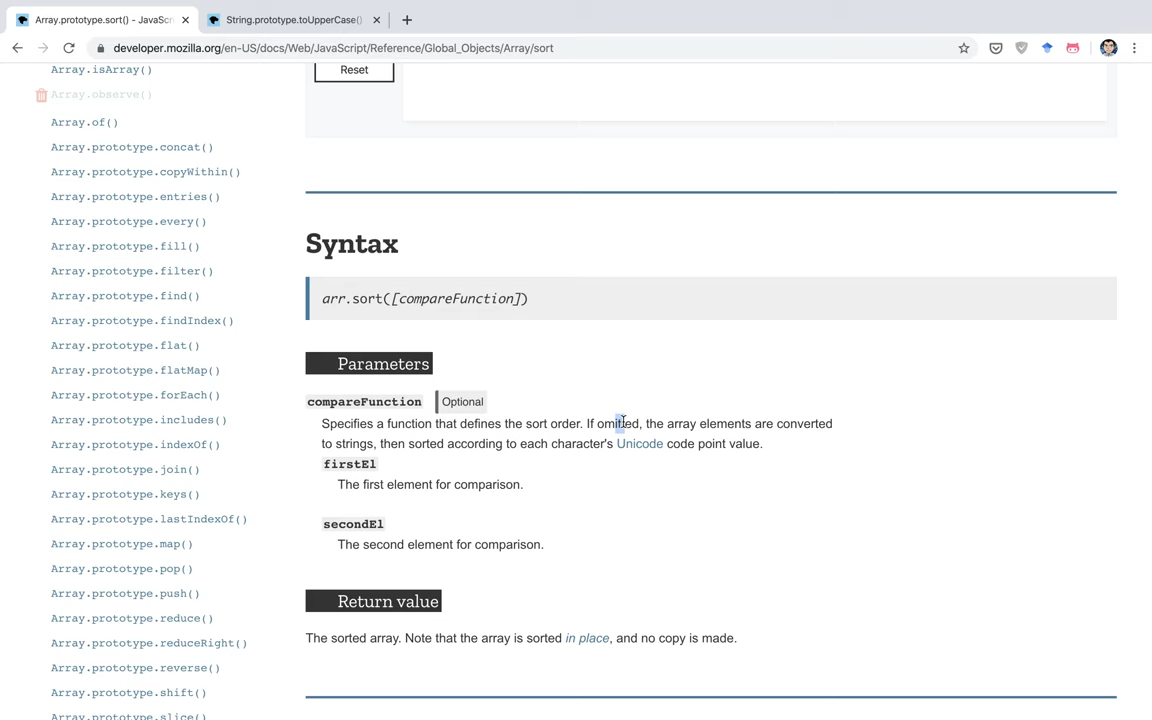 Array.prototype.sort() - JavaScri
String.prototype.toUpperCase()
developer.mozilla.org/en-US/docs/Web/JavaScript/Reference/Global_Objects/Array/sort
Array.isArray()
Array.observe()
Array.of()
Array.prototype.concat()
Array.prototype.copyWithin()
Array.prototype.entries()
Array.prototype.every()
Array.prototype.fill()
Array.prototype.filter()
Array.prototype.find()
Array.prototype.findIndex()
Array.prototype.flat()
Array.prototype.flatMap()
Array.prototype.forEach()
Array.prototype.includes()
Array.prototype.indexOf()
Array.prototype.join()
Array.prototype.keys()
Array.prototype.lastIndexOf()
Array.prototype.map()
Array.prototype.pop()
Array.prototype.push()
Array.prototype.reduce()
Array.prototype.reduceRight()
Array.prototype.reverse()
Array.prototype.shift()
Array.prototype.slice()
Reset
Syntax
arr.sort([compareFunction])
Parameters
compareFunction Optional
Specifies a function that defines the sort order. If omitted, the array elements are converted
to strings, then sorted according to each character's Unicode code point value.
firstEl
The first element for comparison.
secondEl
The second element for comparison.
Return value
The sorted array. Note that the array is sorted in place, and no copy is made.